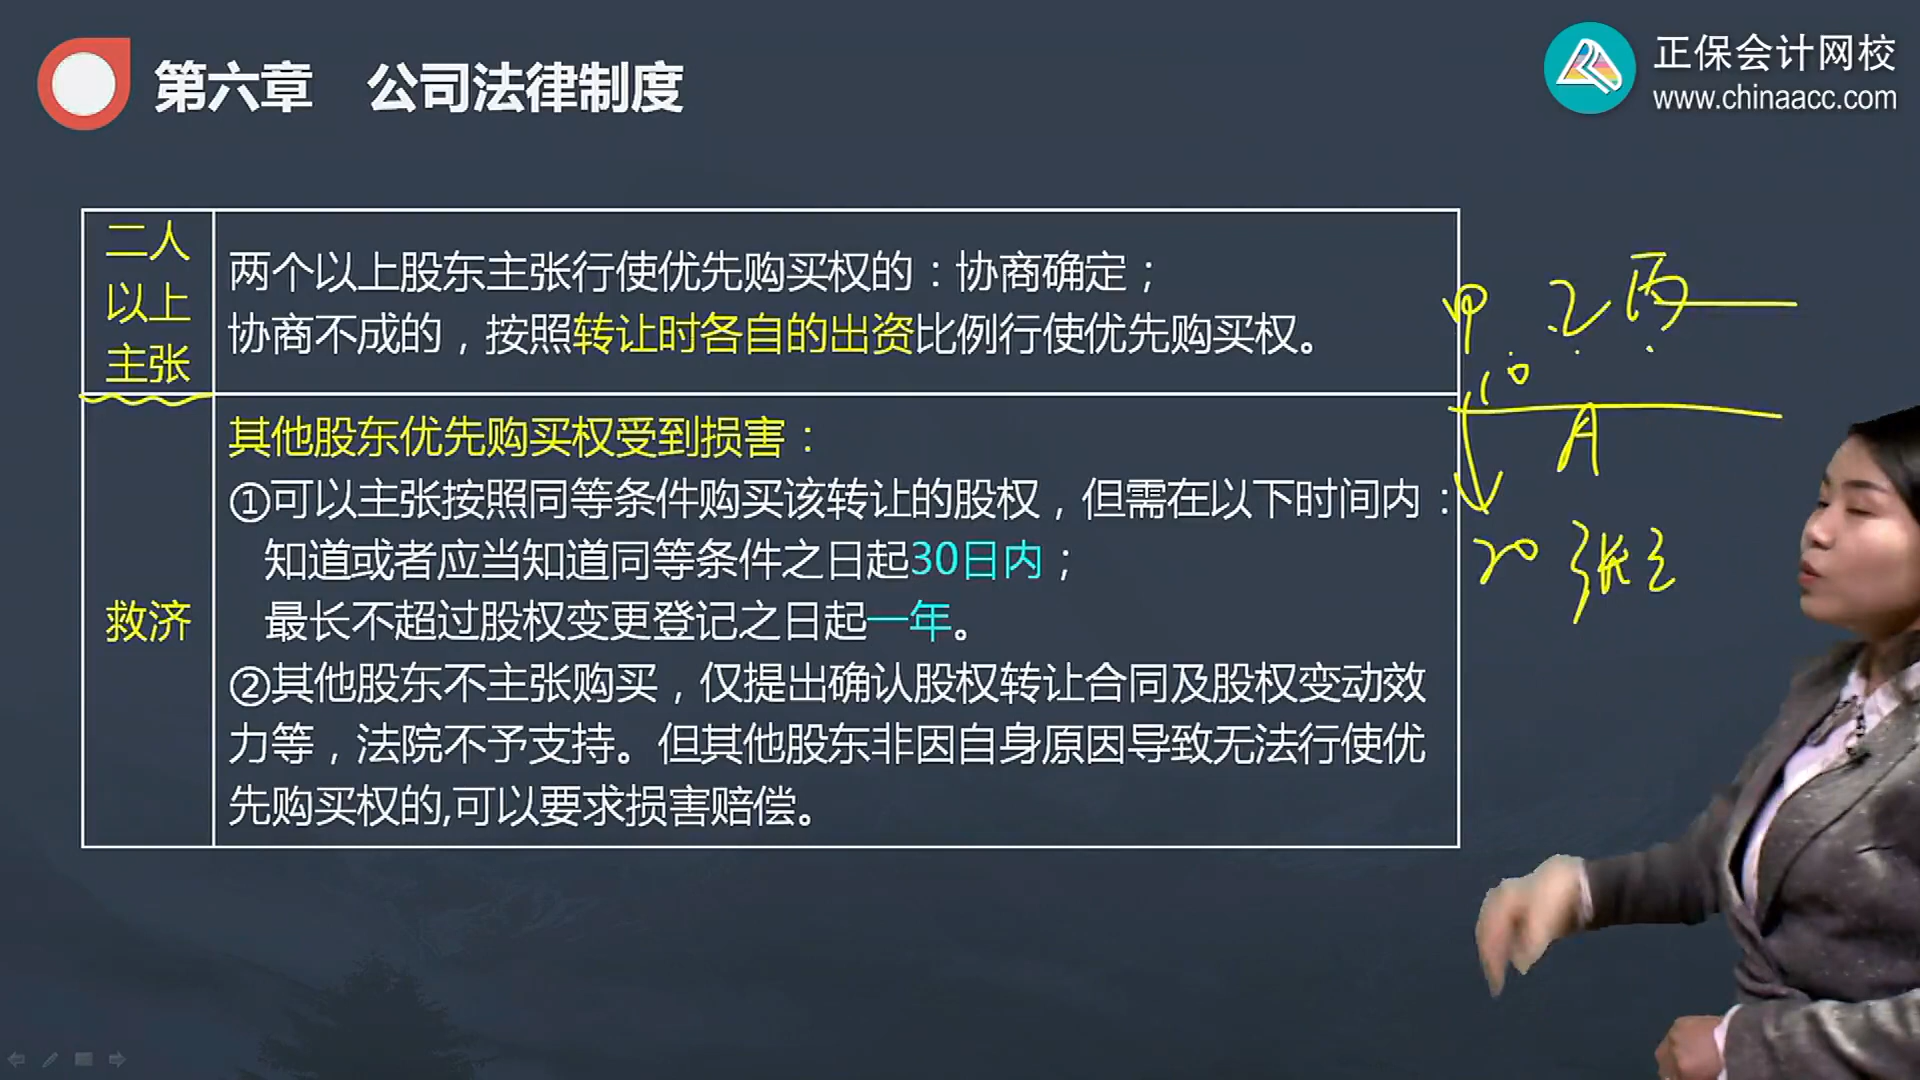 第六章 公司法律制度
正保会计网校
www.chinaacc.com
二人
以上
主张
两个以上股东主张行使优先购买权的：协商确定；
协商不成的，按照转让时各自的出资比例行使优先购买权。
救济
其他股东优先购买权受到损害：
①可以主张按照同等条件购买该转让的股权，但需在以下时间内：
知道或者应当知道同等条件之日起30日内；
最长不超过股权变更登记之日起一年。
②其他股东不主张购买，仅提出确认股权转让合同及股权变动效
力等，法院不予支持。但其他股东非因自身原因导致无法行使优
先购买权的,可以要求损害赔偿。
甲 乙 丙
10
A
20 张三